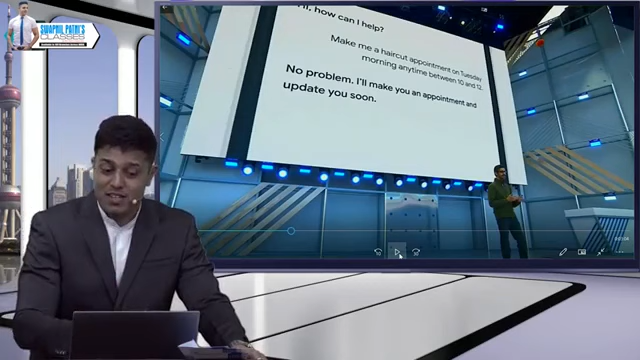 SWAPNIL PATNI'S
CLASSES
Hi, how can I help?
Make me a haircut appointment on Tuesday
morning anytime between 10 and 12.
No problem. I'll make you an appointment and
update you soon.